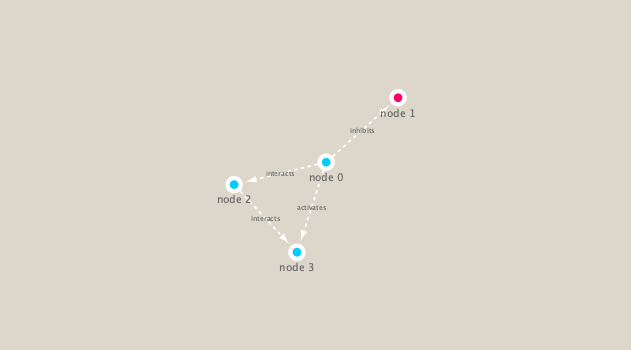 node 1
inhibits
interacts
node 0
node 2
activates
interacts
node 3